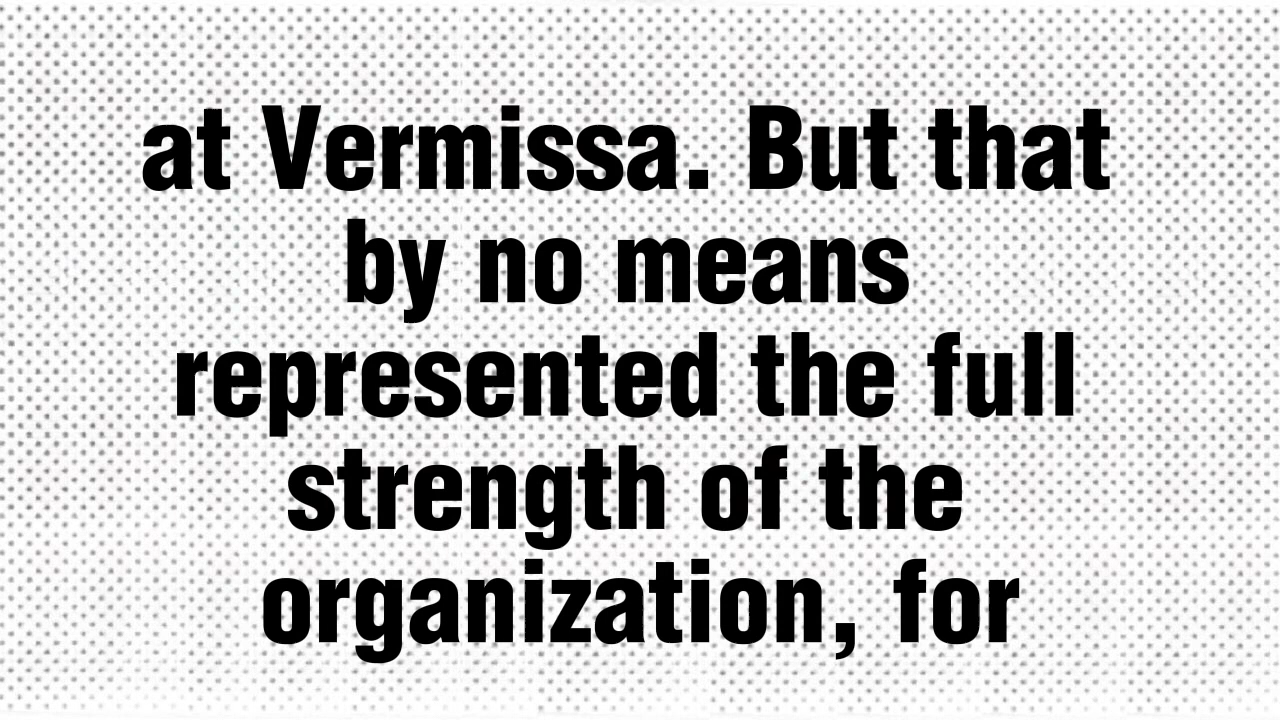 at Vermissa. But that
by no means
represented the full
strength of the
organization, for